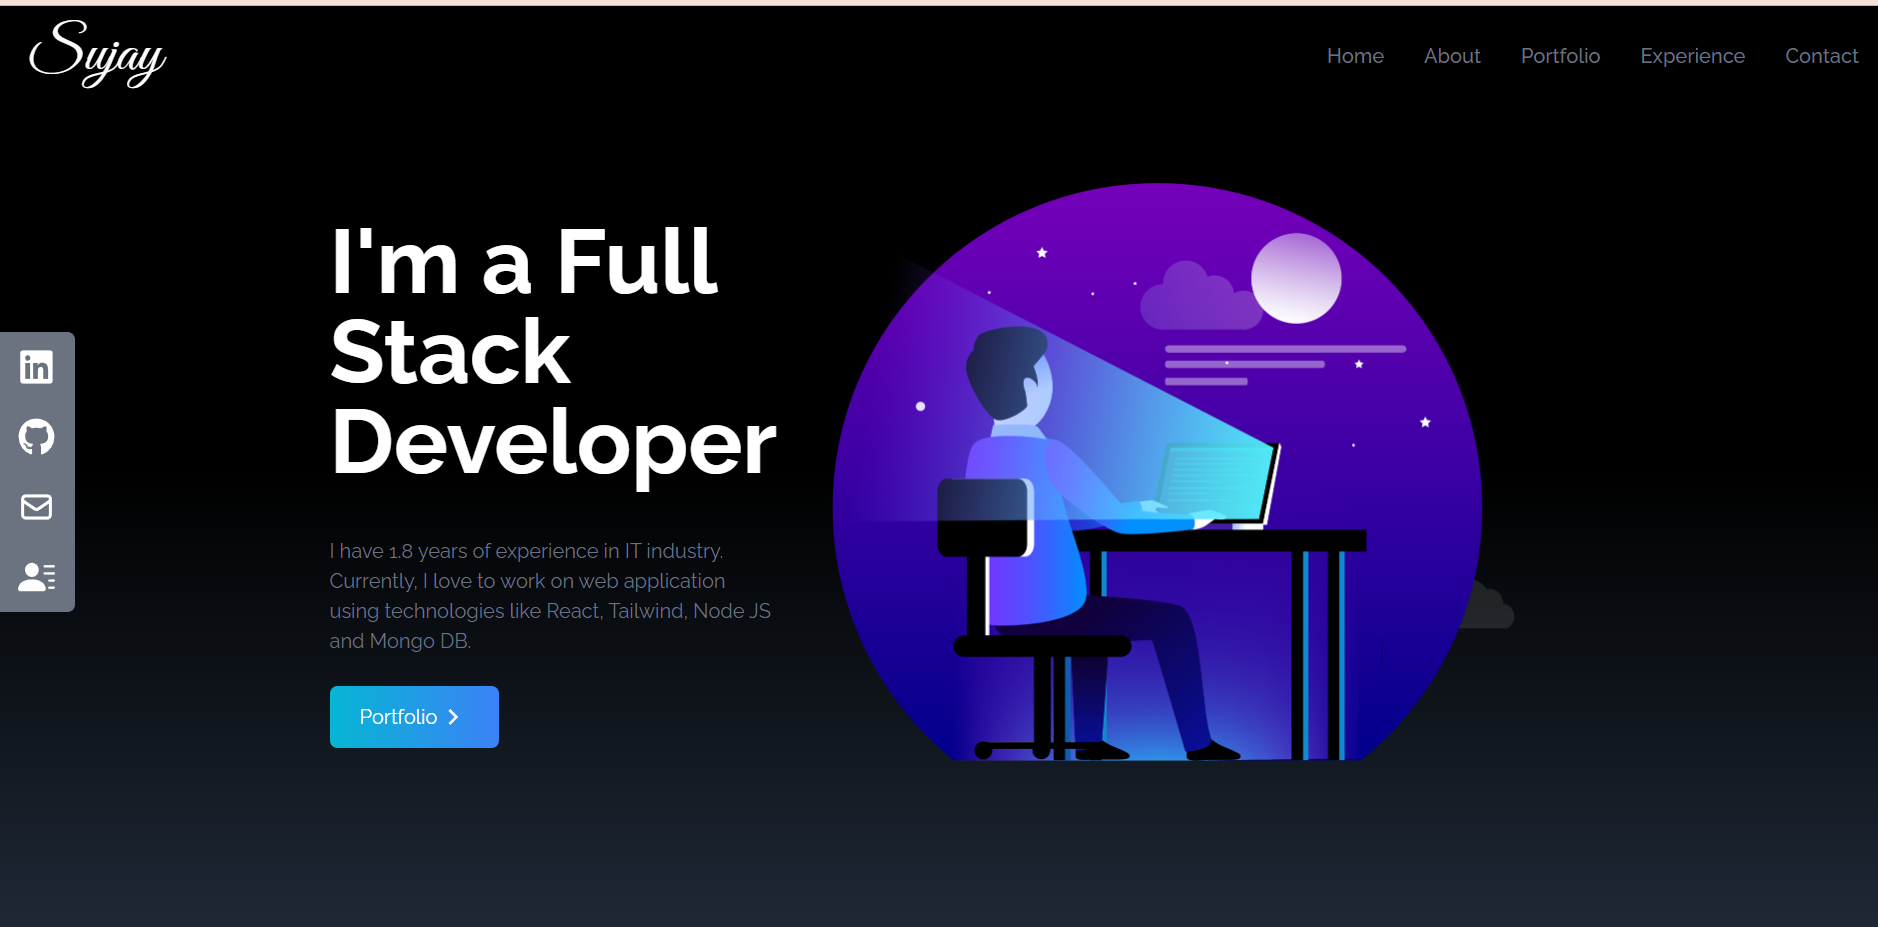 Sujay
Home About Portfolio Experience Contact
I'm a Full
Stack
Developer
in
I have 1.8 years of experience in IT industry.
Currently, I love to work on web application
using technologies like React, Tailwind, Node JS
and Mongo DB.
Portfolio